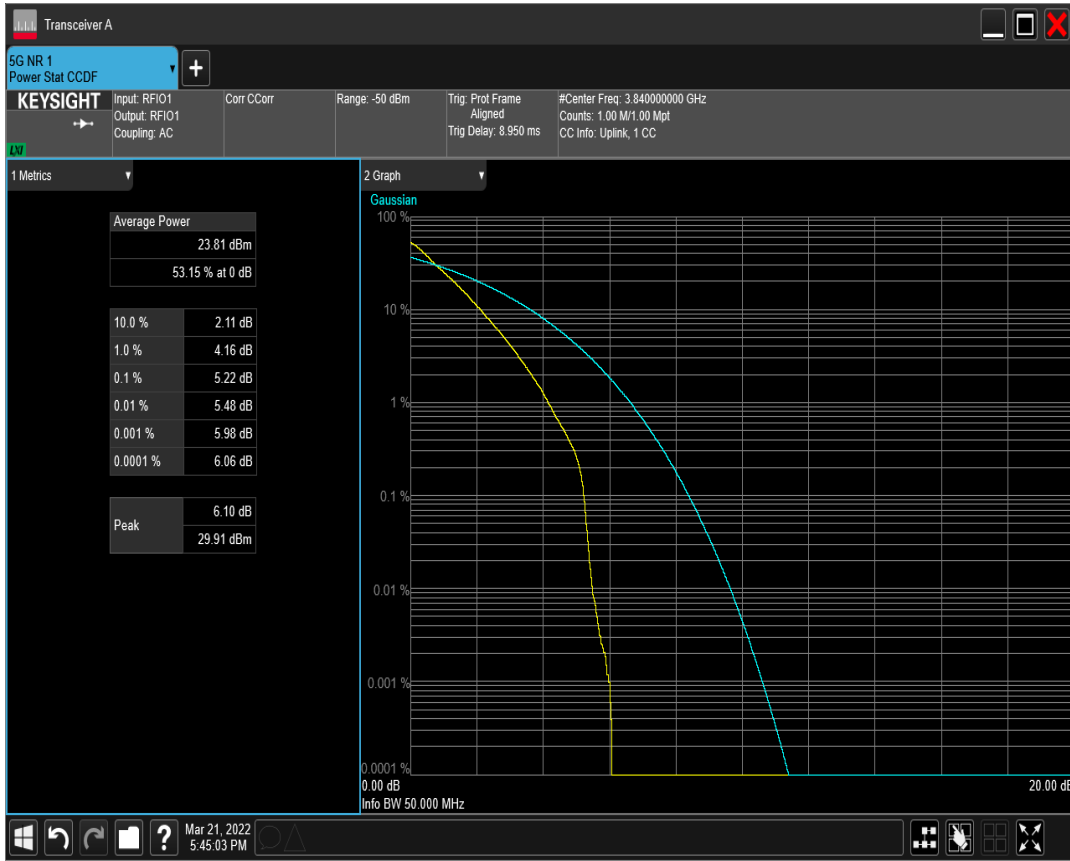 Transceiver A
5G NR 1
Power Stat CCDF
+
KEYSIGHT
LXI
Input: RFIO1
Output: RFIO1
Coupling: AC
Corr CCorr
Range: -50 dBm
Trig: Prot Frame
Aligned
Trig Delay: 8.950 ms
#Center Freq: 3.840000000 GHz
Counts: 1.00 M/1.00 Mpt
CC Info: Uplink, 1 CC
1 Metrics
Average Power
23.81 dBm
53.15 % at 0 dB
10.0 % 2.11 dB
1.0 % 4.16 dB
0.1 % 5.22 dB
0.01 % 5.48 dB
0.001 % 5.98 dB
0.0001 % 6.06 dB
Peak 6.10 dB
29.91 dBm
2 Graph
Gaussian
100 %
10 %
1 %
0.1 %
0.01 %
0.001 %
0.0001 %
0.00 dB 20.00 dB
Info BW 50.000 MHz
? Mar 21, 2022
5:45:03 PM